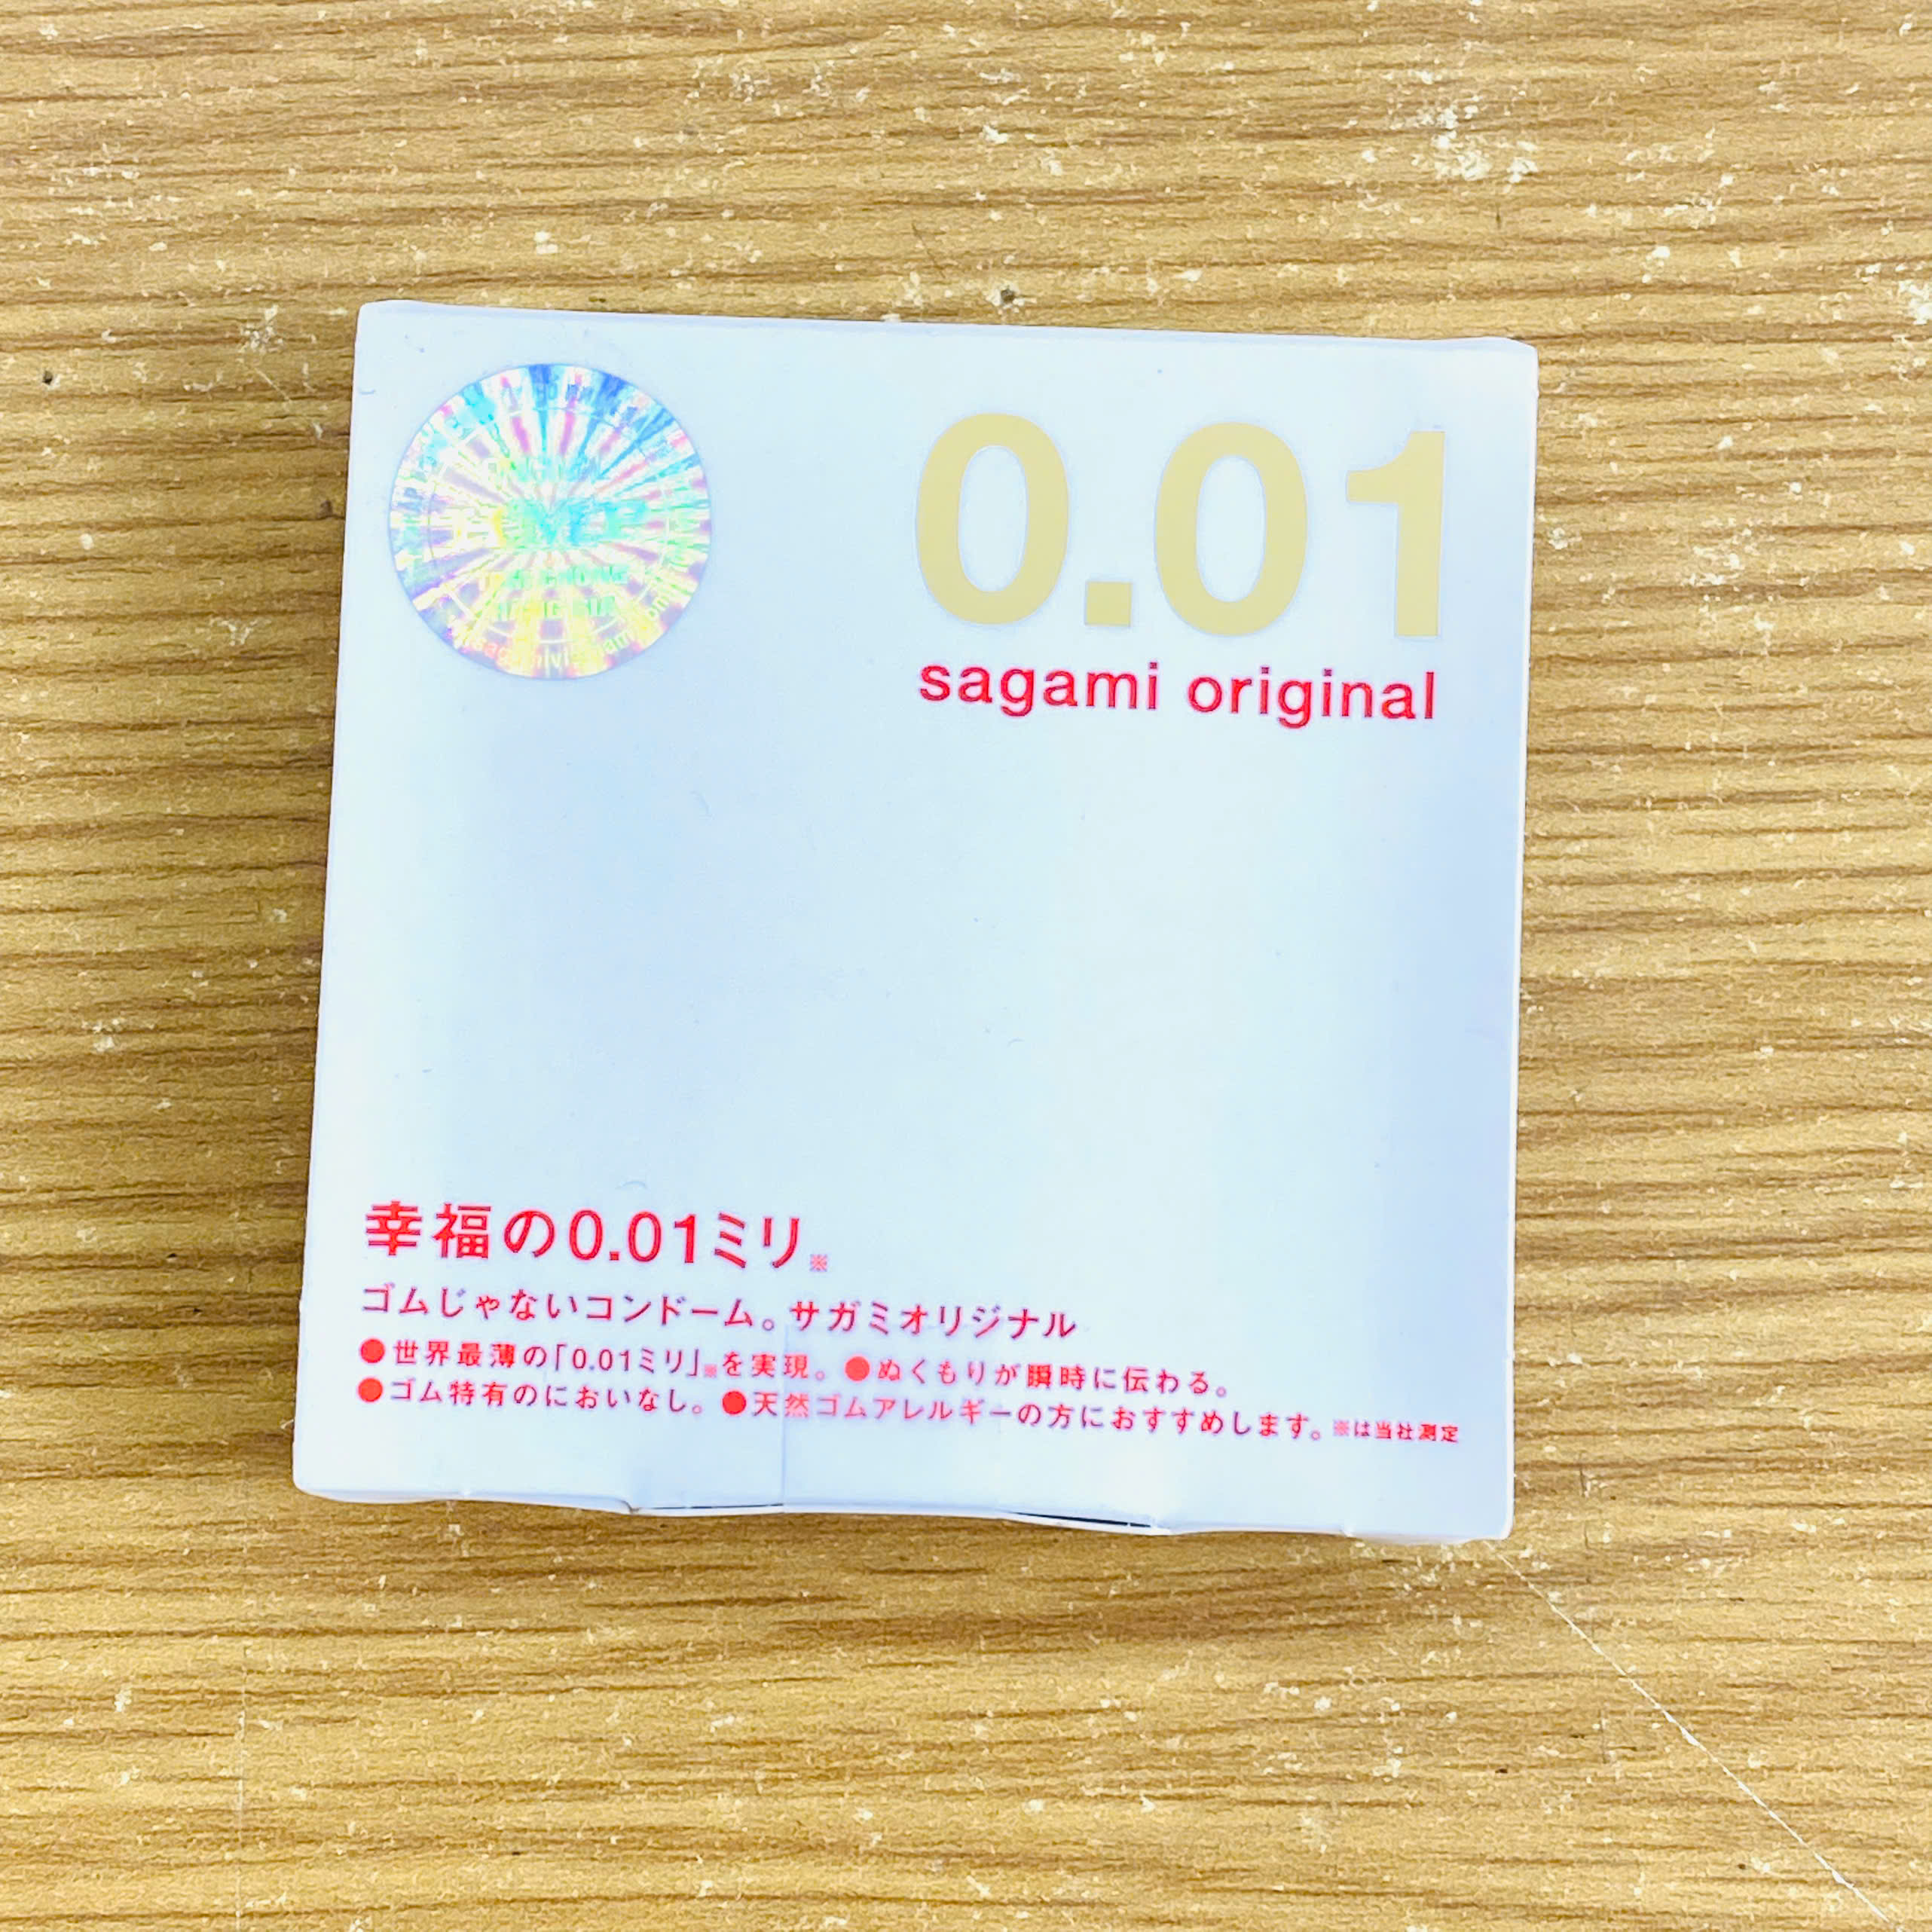 0.01
sagami original
幸福の0.01ミリ※
ゴムじゃないコンドーム。サガミオリジナル
●世界最薄の「0.01ミリ」※を実現。●ぬくもりが瞬時に伝わる。
●ゴム特有のにおいなし。●天然ゴムアレルギーの方におすすめします。※は当社測定